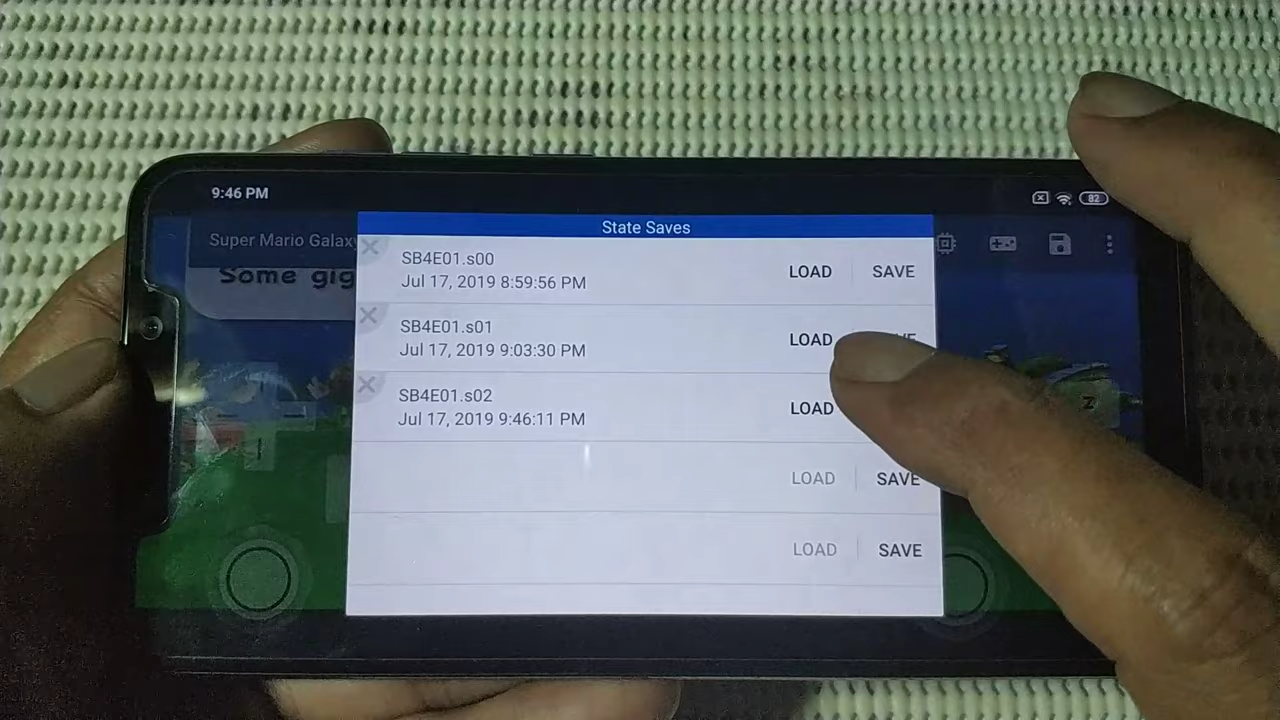 9:46 PM
82
State Saves
Super Mario Galaxy
Some gig
SB4E01.s00
Jul 17, 2019 8:59:56 PM
LOAD
SAVE
SB4E01.s01
Jul 17, 2019 9:03:30 PM
LOAD
SB4E01.s02
Jul 17, 2019 9:46:11 PM
LOAD
Z
LOAD
SAVE
LOAD
SAVE